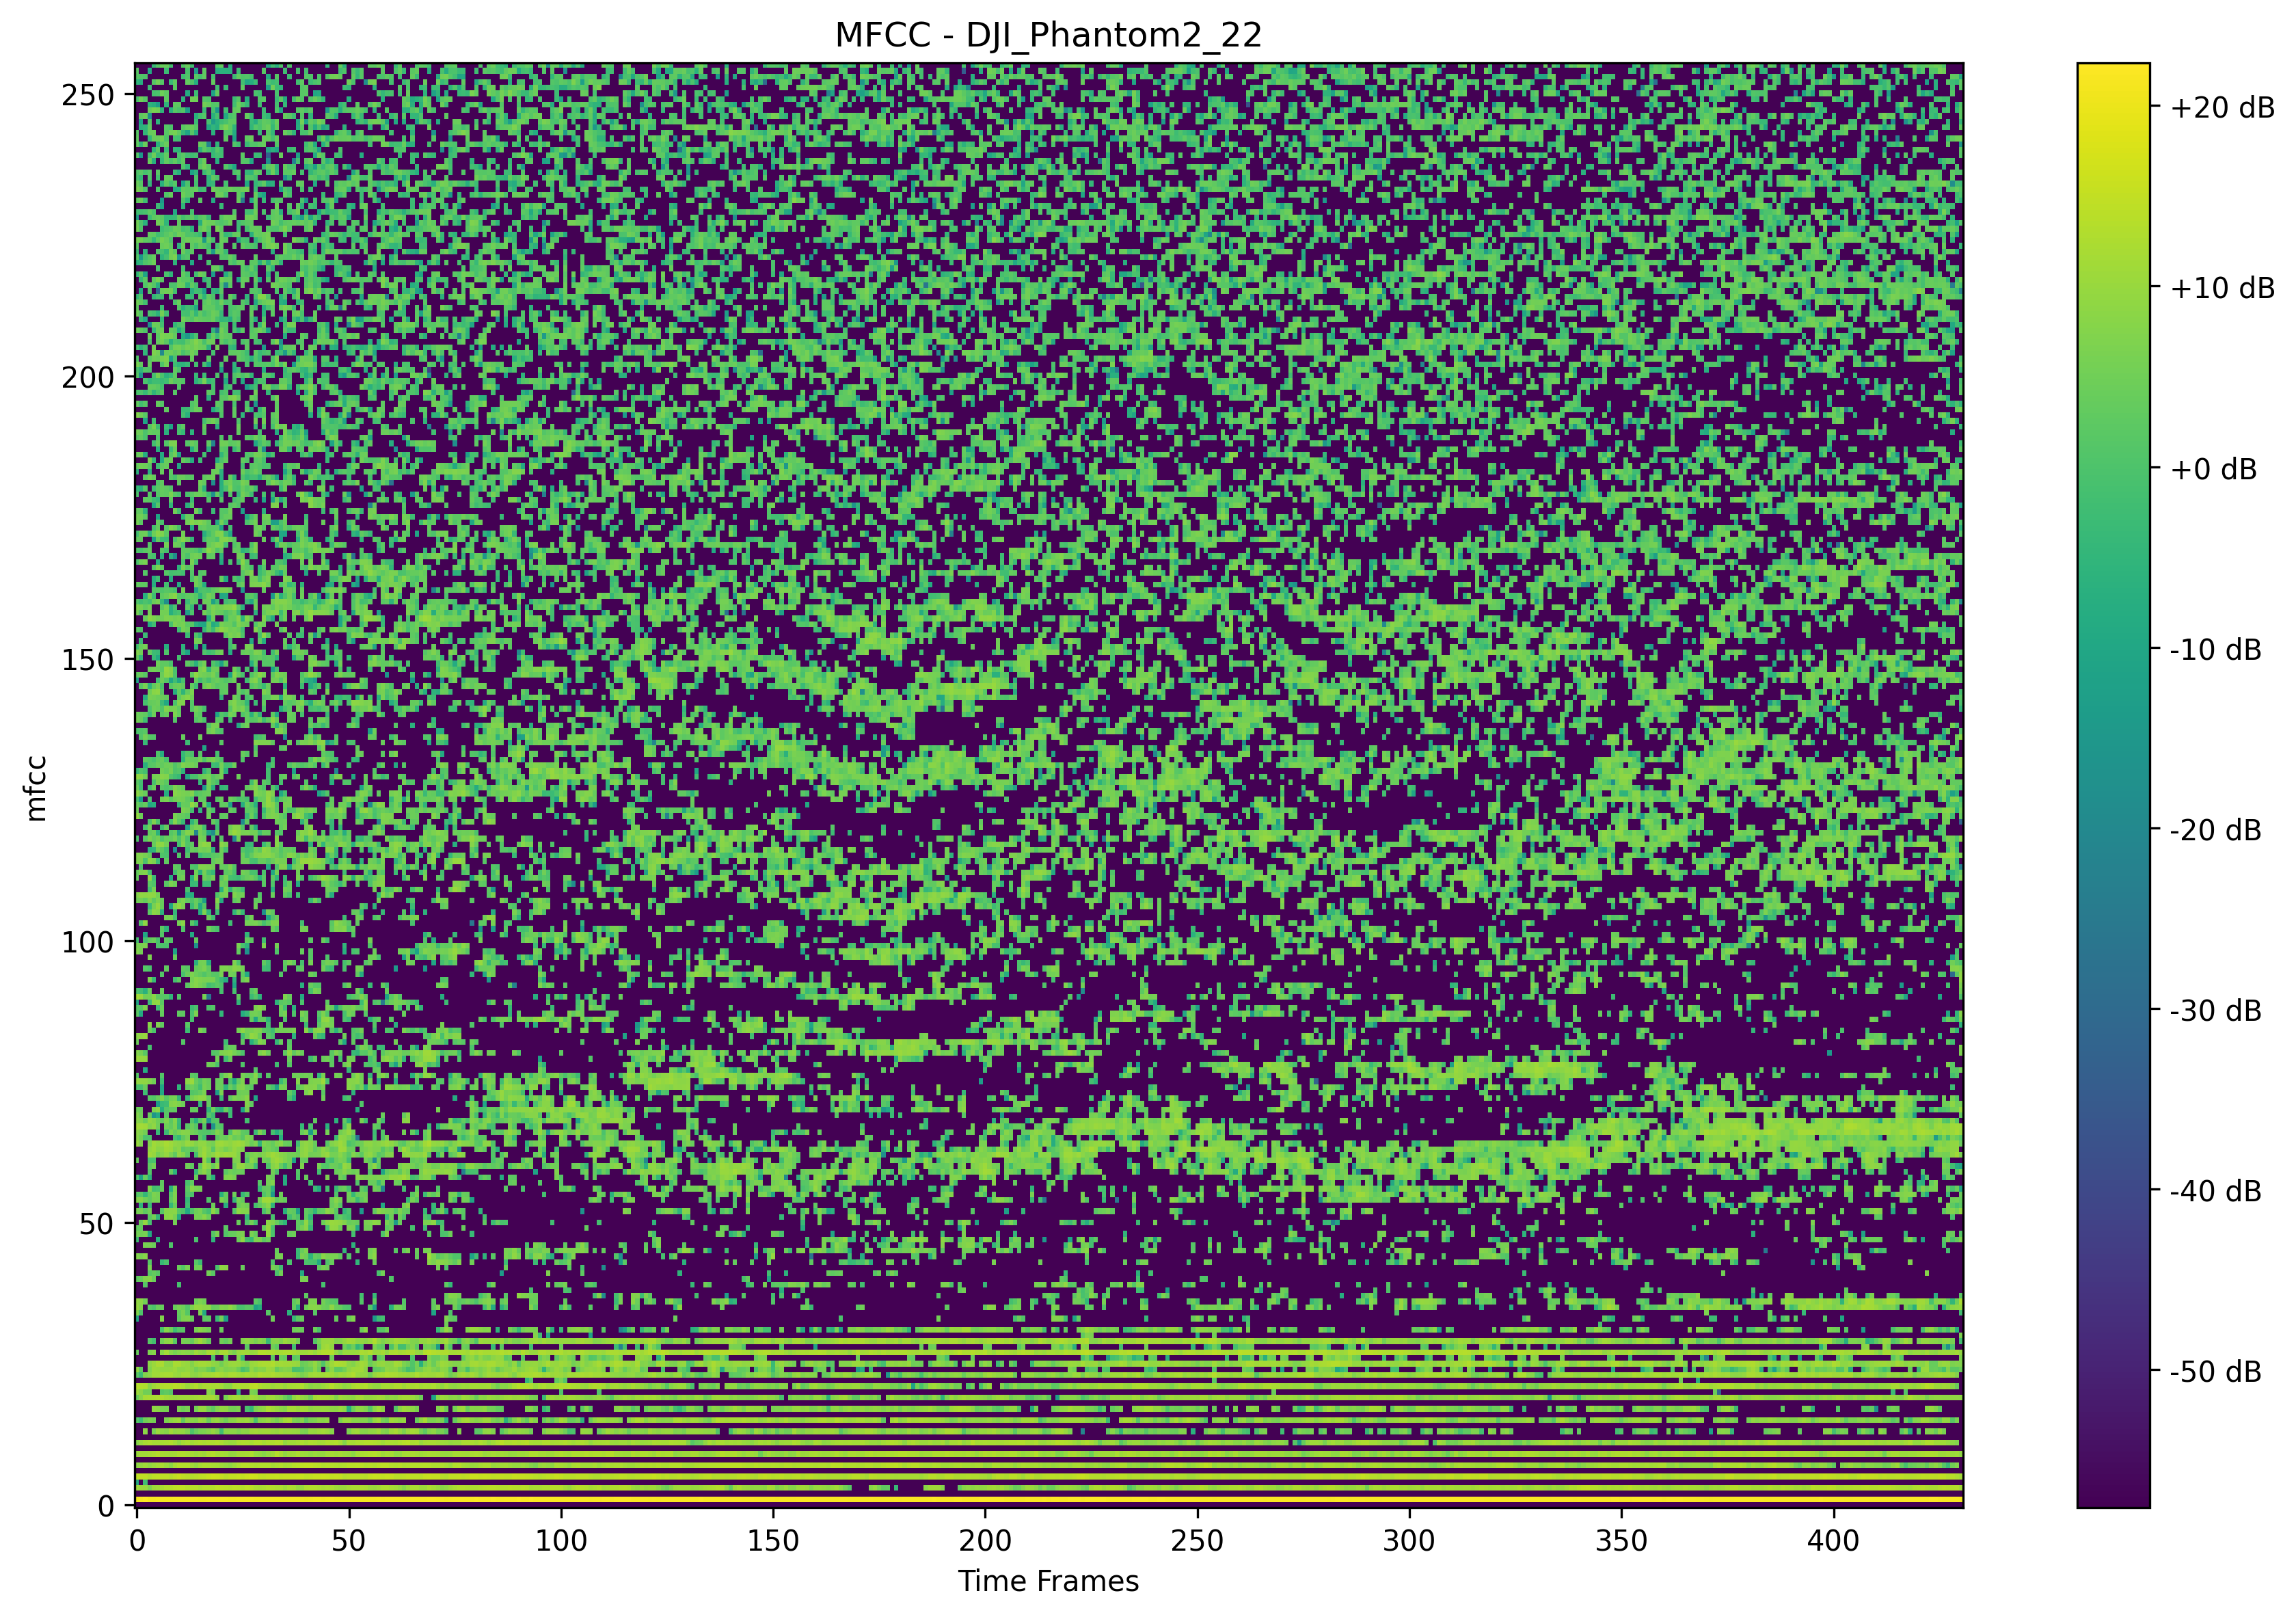 MFCC - DJI_Phantom2_22
250
200
150
100
50
0
mfcc
0 50 100 150 200 250 300 350 400
Time Frames
+20 dB
+10 dB
+0 dB
-10 dB
-20 dB
-30 dB
-40 dB
-50 dB